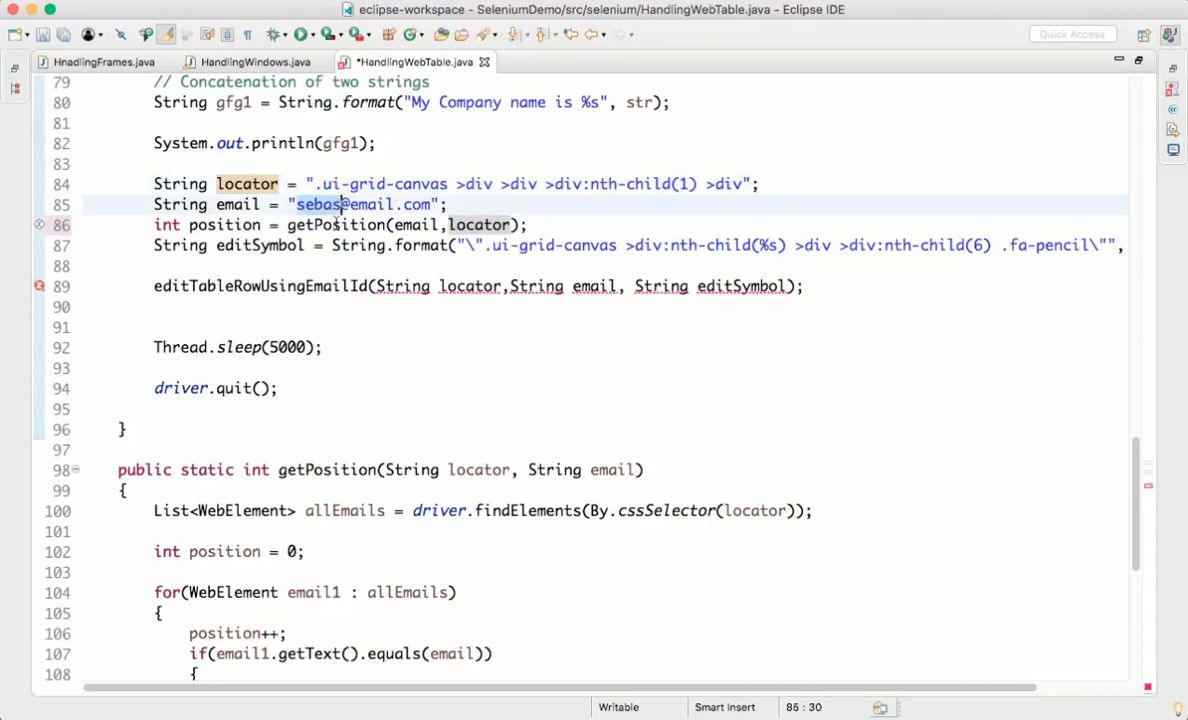 eclipse-workspace - SeleniumDemo/src/selenium/HandlingWebTable.java - Eclipse IDE
Quick Access
HnadlingFrames.java
HandlingWindows.java
*HandlingWebTable.java
79 // Concatenation of two strings
80 String gfg1 = String.format("My Company name is %s", str);
81
82 System.out.println(gfg1);
83
84 String locator = ".ui-grid-canvas >div >div >div:nth-child(1) >div";
85 String email = "sebas@email.com";
86 int position = getPosition(email,locator);
87 String editSymbol = String.format("\".ui-grid-canvas >div:nth-child(%s) >div >div:nth-child(6) .fa-pencil\"",
88
89 editTableRowUsingEmailId(String locator,String email, String editSymbol);
90
91
92 Thread.sleep(5000);
93
94 driver.quit();
95
96 }
97
98 public static int getPosition(String locator, String email)
99 {
100 List<WebElement> allEmails = driver.findElements(By.cssSelector(locator));
101
102 int position = 0;
103
104 for(WebElement email1 : allEmails)
105 {
106 position++;
107 if(email1.getText().equals(email))
108 {
Writable
Smart Insert
85 : 30